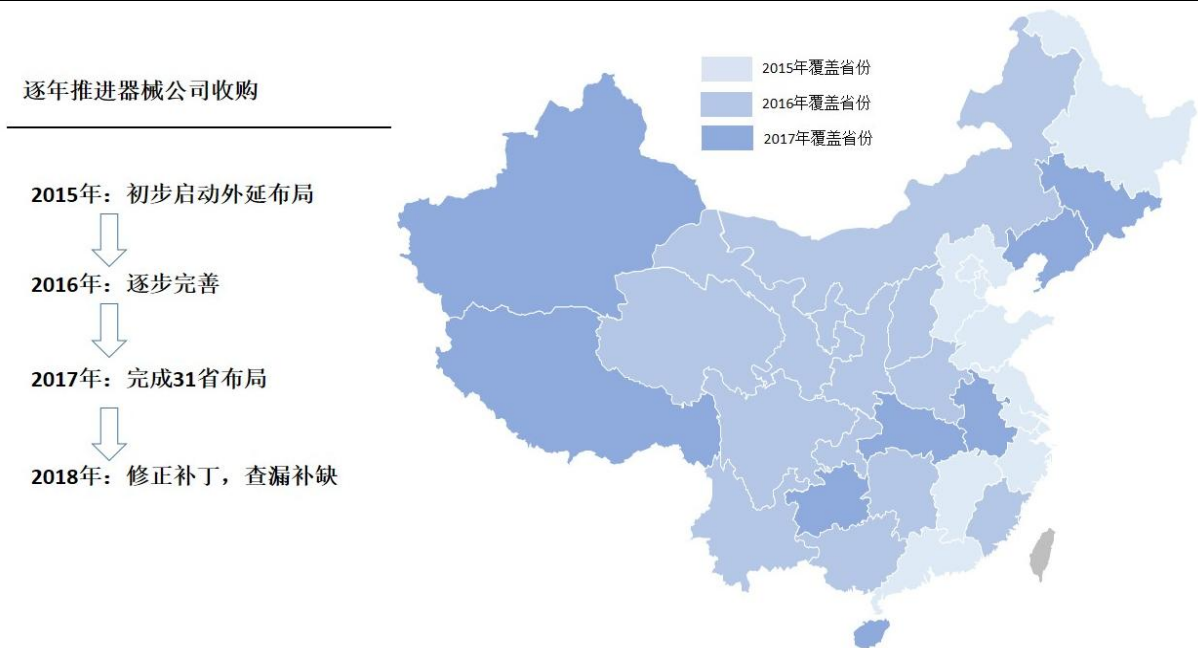 逐年推进器械公司收购
2015年：初步启动外延布局
2016年：逐步完善
2017年：完成31省布局
2018年：修正补丁，查漏补缺
2015年覆盖省份
2016年覆盖省份
2017年覆盖省份